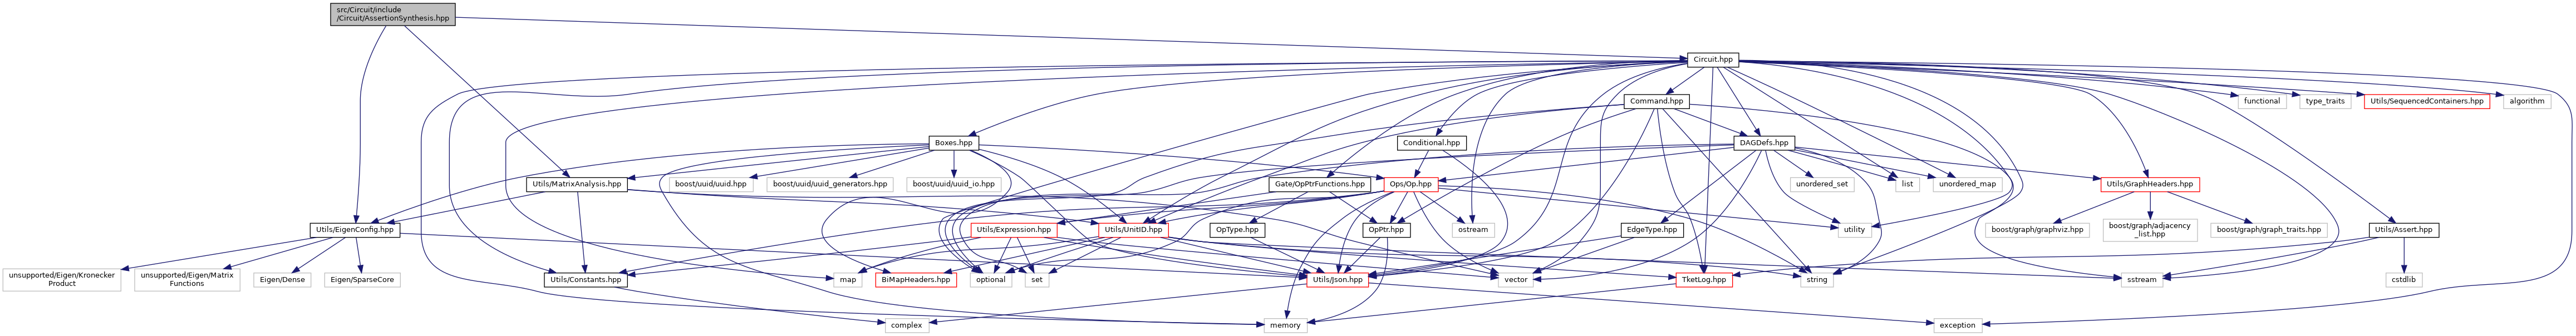 src/Circuit/include
/Circuit/AssertionSynthesis.hpp
Circuit.hpp
Command.hpp
functional
type_traits
Utils/SequencedContainers.hpp
algorithm
Boxes.hpp
Conditional.hpp
DAGDefs.hpp
Utils/MatrixAnalysis.hpp
boost/uuid/uuid.hpp
boost/uuid/uuid_generators.hpp
boost/uuid/uuid_io.hpp
Gate/OpPtrFunctions.hpp
Ops/Op.hpp
unordered_set
list
unordered_map
Utils/GraphHeaders.hpp
Utils/EigenConfig.hpp
Utils/Expression.hpp
Utils/UnitID.hpp
OpType.hpp
OpPtr.hpp
ostream
EdgeType.hpp
utility
boost/graph/graphviz.hpp
boost/graph/adjacency
_list.hpp
boost/graph/graph_traits.hpp
Utils/Assert.hpp
unsupported/Eigen/Kronecker
Product
unsupported/Eigen/Matrix
Functions
Eigen/Dense
Eigen/SparseCore
Utils/Constants.hpp
map
BiMapHeaders.hpp
optional
set
Utils/Json.hpp
vector
TketLog.hpp
string
sstream
cstdlib
complex
memory
exception